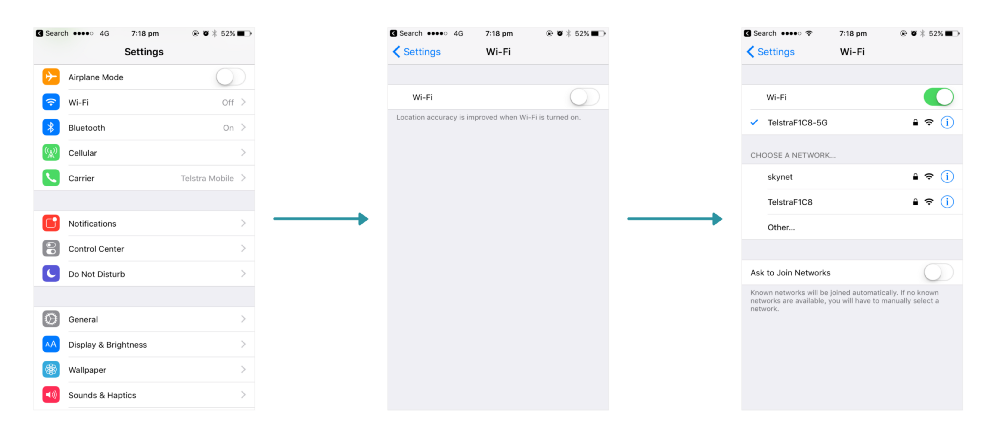 Search 4G 7:18 pm 52%
Settings
Airplane Mode
Wi-Fi Off
Bluetooth On
Cellular
Carrier Telstra Mobile
Notifications
Control Center
Do Not Disturb
General
AA Display & Brightness
Wallpaper
Sounds & Haptics
Search 4G 7:18 pm 52%
Settings Wi-Fi
Wi-Fi
Location accuracy is improved when Wi-Fi is turned on.
Search 7:18 pm 52%
Settings Wi-Fi
Wi-Fi
TelstraF1C8-5G
CHOOSE A NETWORK...
skynet
TelstraF1C8
Other...
Ask to Join Networks
Known networks will be joined automatically. If no known
networks are available, you will have to manually select a
network.